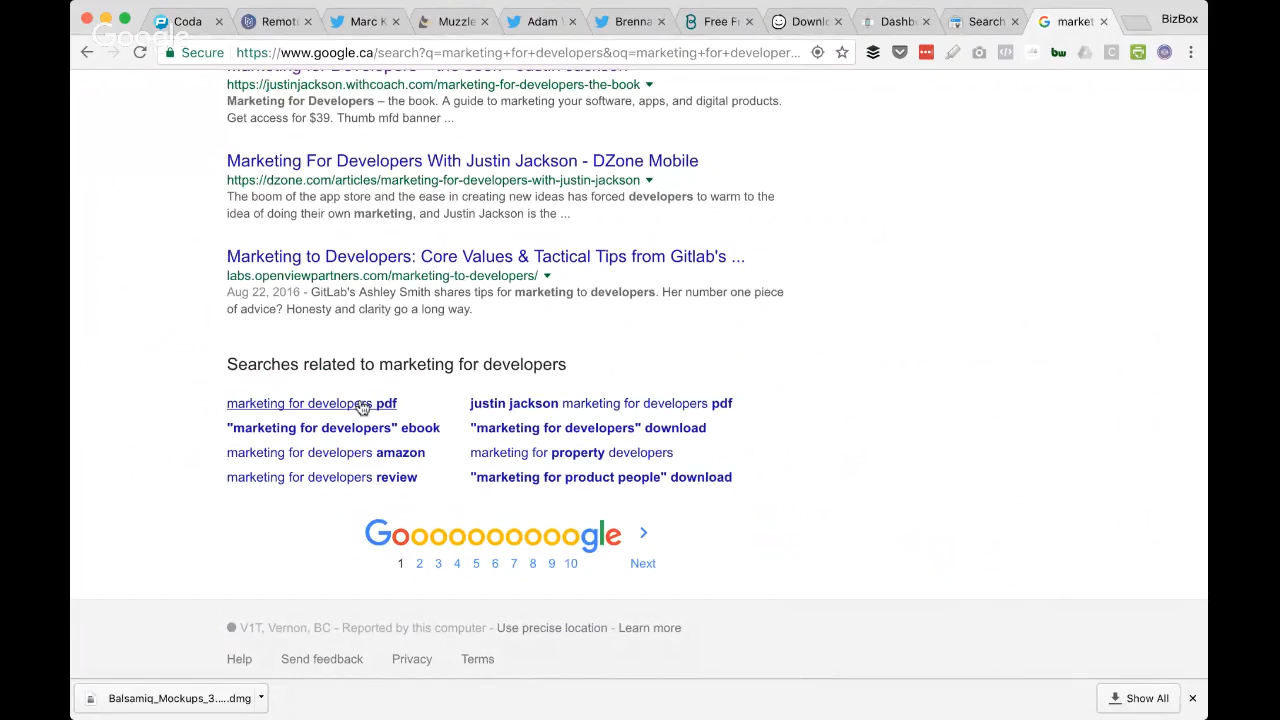 Coda
Remot
Marc K
Muzzle
Adam
Brenna
Free F
Downlo
Dashb
Search
market
BizBox
Google
Secure
https://www.google.ca/search?q=marketing+for+developers&oq=marketing+for+developer...
Marketing for Developers – the book - Justin Jackson
https://justinjackson.withcoach.com/marketing-for-developers-the-book
Marketing for Developers – the book. A guide to marketing your software, apps, and digital products.
Get access for $39. Thumb mfd banner ...
Marketing For Developers With Justin Jackson - DZone Mobile
https://dzone.com/articles/marketing-for-developers-with-justin-jackson
The boom of the app store and the ease in creating new ideas has forced developers to warm to the
idea of doing their own marketing, and Justin Jackson is the ...
Marketing to Developers: Core Values & Tactical Tips from Gitlab's ...
labs.openviewpartners.com/marketing-to-developers/
Aug 22, 2016 - GitLab's Ashley Smith shares tips for marketing to developers. Her number one piece
of advice? Honesty and clarity go a long way.
Searches related to marketing for developers
marketing for developers pdf
justin jackson marketing for developers pdf
"marketing for developers" ebook
"marketing for developers" download
marketing for developers amazon
marketing for property developers
marketing for developers review
"marketing for product people" download
Goooooooooogle
1 2 3 4 5 6 7 8 9 10 Next
V1T, Vernon, BC - Reported by this computer - Use precise location - Learn more
Help Send feedback Privacy Terms
Balsamiq_Mockups_3.....dmg
Show All